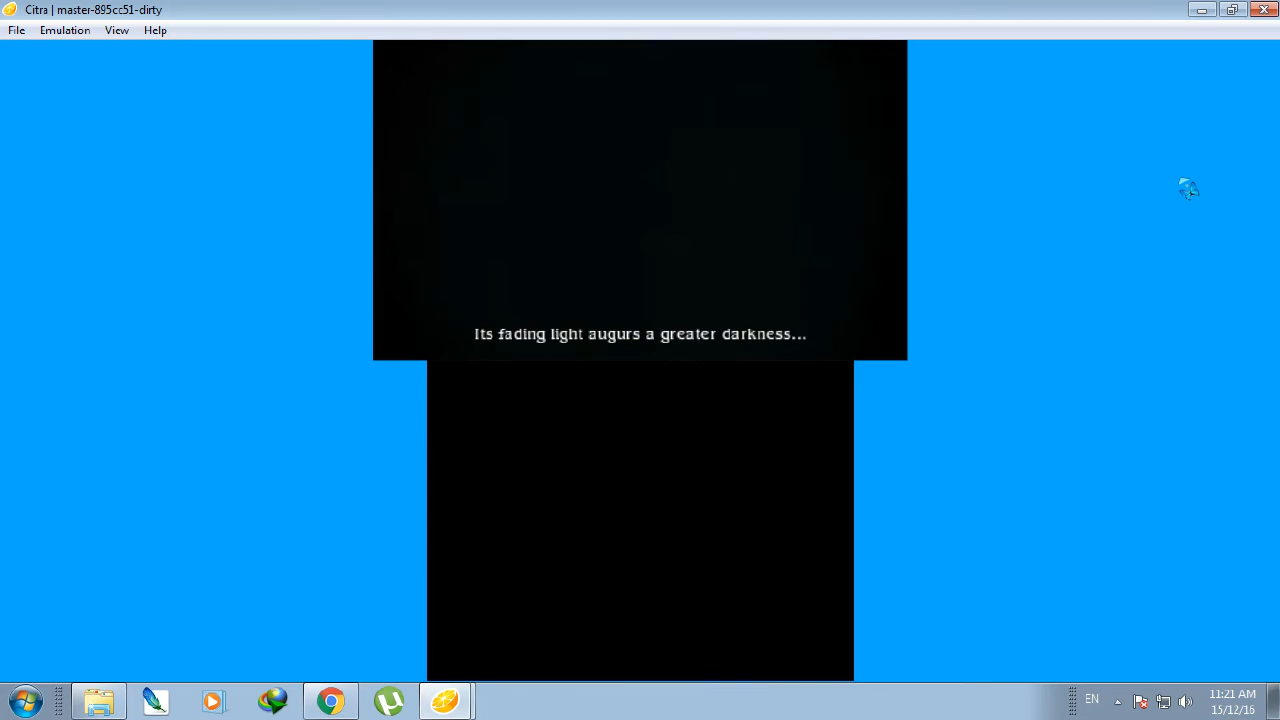 Citra | master-895cc51-dirty
File Emulation View Help
Its fading light augurs a greater darkness...
EN
11:21 AM
15/12/16